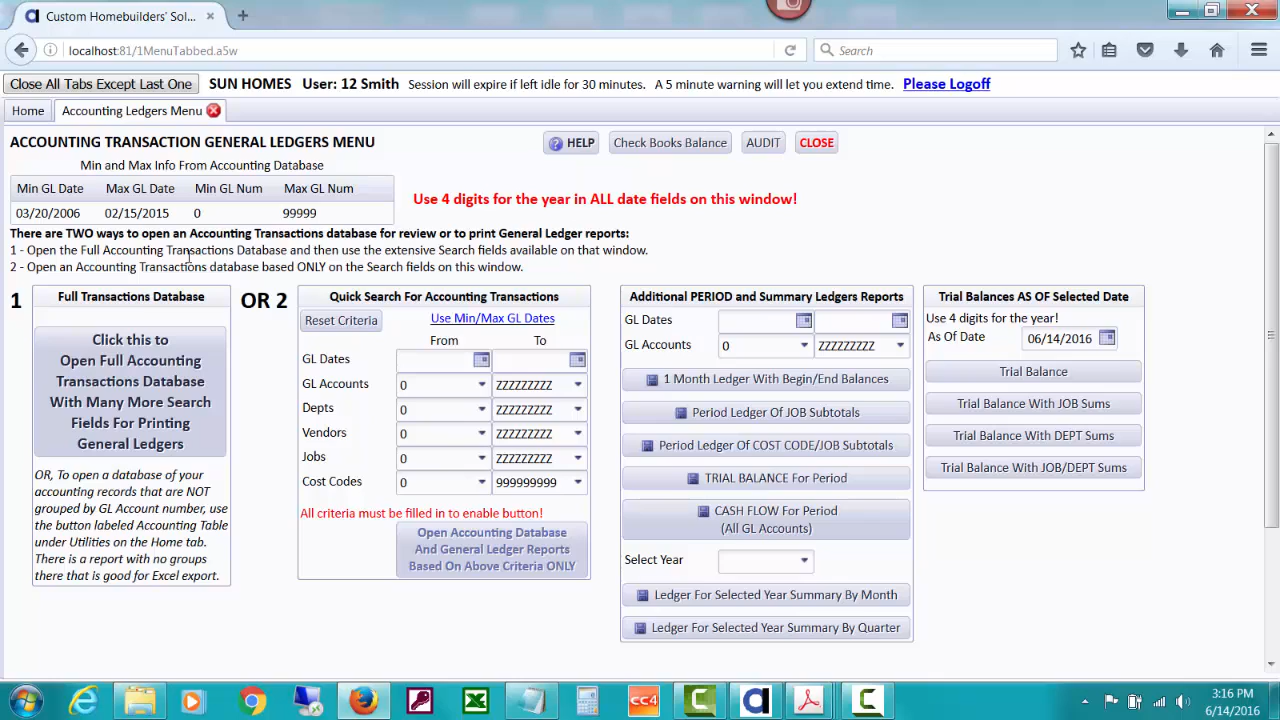 Custom Homebuilders' Sol...
localhost:81/1MenuTabbed.a5w
Search
Close All Tabs Except Last One
SUN HOMES User: 12 Smith Session will expire if left idle for 30 minutes. A 5 minute warning will let you extend time. Please Logoff
Home
Accounting Ledgers Menu
ACCOUNTING TRANSACTION GENERAL LEDGERS MENU
HELP
Check Books Balance
AUDIT
CLOSE
Min and Max Info From Accounting Database
Min GL Date Max GL Date Min GL Num Max GL Num
03/20/2006 02/15/2015 0 99999
Use 4 digits for the year in ALL date fields on this window!
There are TWO ways to open an Accounting Transactions database for review or to print General Ledger reports:
1 - Open the Full Accounting Transactions Database and then use the extensive Search fields available on that window.
2 - Open an Accounting Transactions database based ONLY on the Search fields on this window.
1
Full Transactions Database
Click this to
Open Full Accounting
Transactions Database
With Many More Search
Fields For Printing
General Ledgers
OR, To open a database of your
accounting records that are NOT
grouped by GL Account number, use
the button labeled Accounting Table
under Utilities on the Home tab.
There is a report with no groups
there that is good for Excel export.
OR 2
Quick Search For Accounting Transactions
Reset Criteria
Use Min/Max GL Dates
From To
GL Dates
GL Accounts 0 ZZZZZZZZZ
Depts 0 ZZZZZZZZZ
Vendors 0 ZZZZZZZZZ
Jobs 0 ZZZZZZZZZ
Cost Codes 0 999999999
All criteria must be filled in to enable button!
Open Accounting Database
And General Ledger Reports
Based On Above Criteria ONLY
Additional PERIOD and Summary Ledgers Reports
GL Dates
GL Accounts 0 ZZZZZZZZZ
1 Month Ledger With Begin/End Balances
Period Ledger Of JOB Subtotals
Period Ledger Of COST CODE/JOB Subtotals
TRIAL BALANCE For Period
CASH FLOW For Period
(All GL Accounts)
Select Year
Ledger For Selected Year Summary By Month
Ledger For Selected Year Summary By Quarter
Trial Balances AS OF Selected Date
Use 4 digits for the year!
As Of Date 06/14/2016
Trial Balance
Trial Balance With JOB Sums
Trial Balance With DEPT Sums
Trial Balance With JOB/DEPT Sums
CC4
3:16 PM
6/14/2016